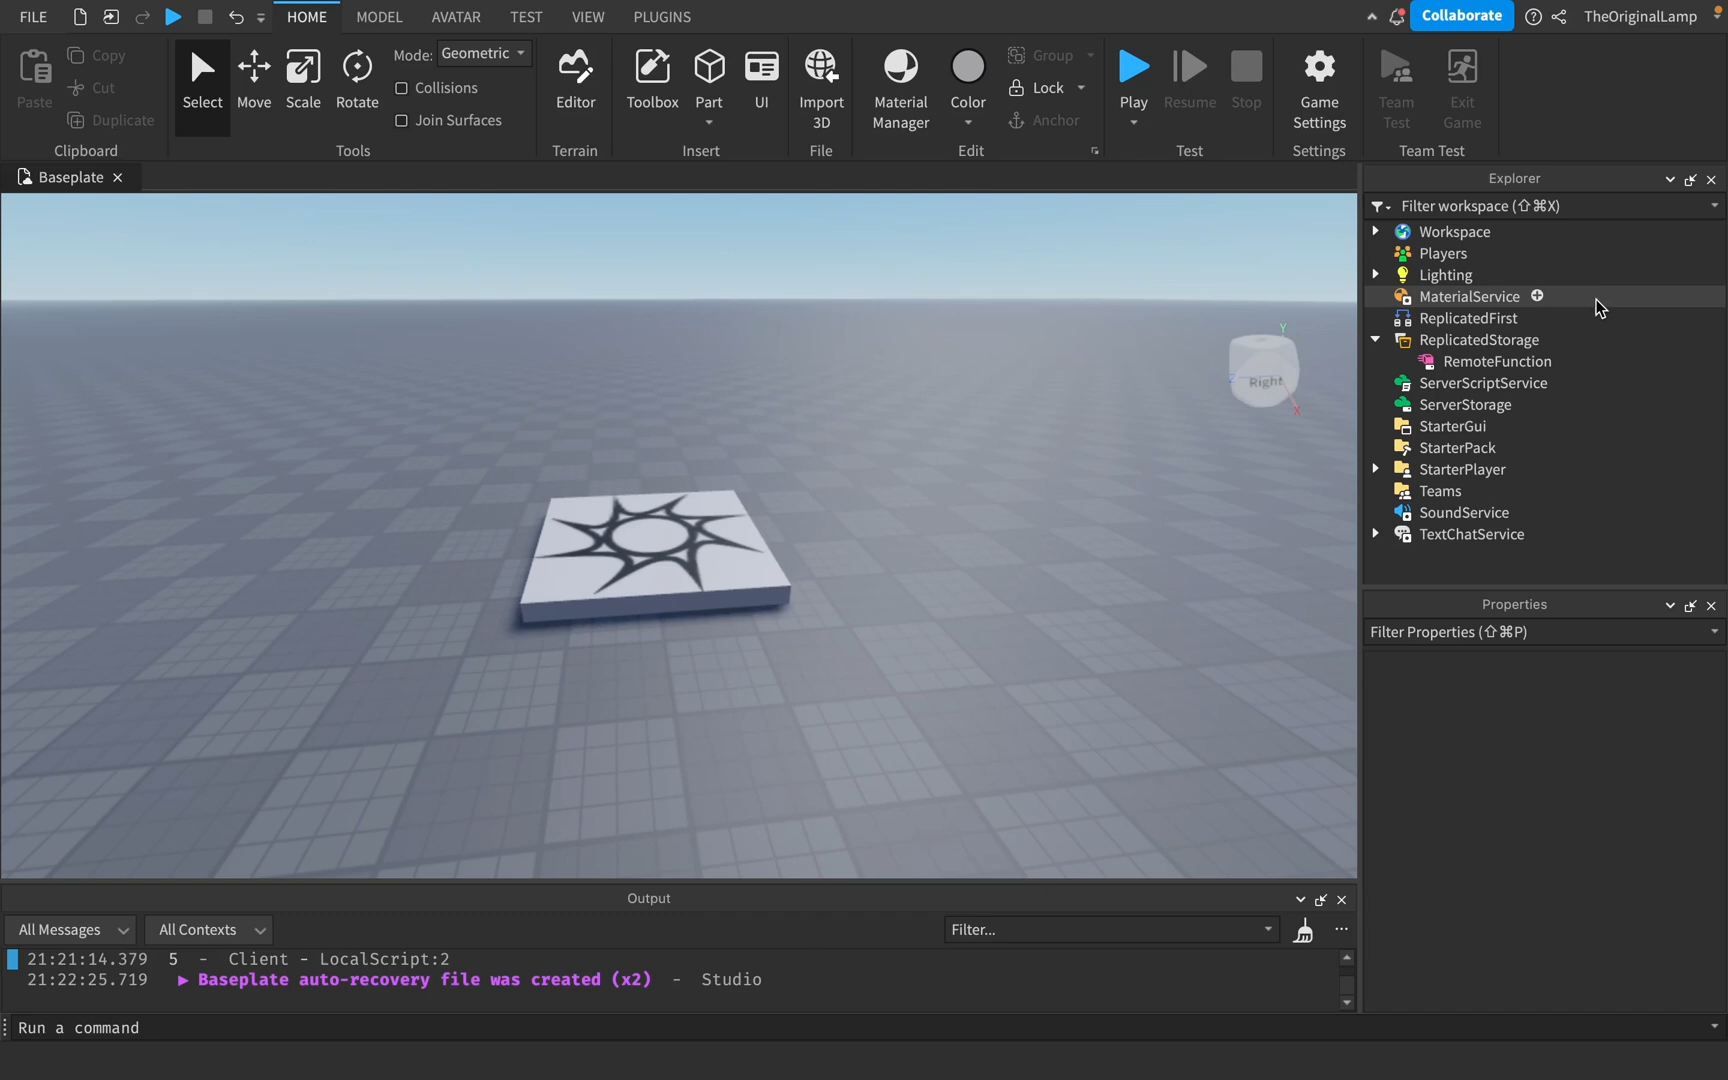 FILE HOME MODEL AVATAR TEST VIEW PLUGINS Collaborate TheOriginalLamp
Paste
Copy
Cut
Duplicate
Clipboard
Select Move Scale Rotate
Mode: Geometric
Collisions
Join Surfaces
Tools
Editor
Terrain
Toolbox Part UI
Insert
Import
3D
File
Material
Manager
Color
Group
Lock
Anchor
Edit
Play Resume Stop
Test
Game
Settings
Settings
Team
Test
Exit
Game
Team Test
Baseplate
Right
Y
Z
X
Explorer
Filter workspace (⇧⌘X)
Workspace
Players
Lighting
MaterialService
ReplicatedFirst
ReplicatedStorage
RemoteFunction
ServerScriptService
ServerStorage
StarterGui
StarterPack
StarterPlayer
Teams
SoundService
TextChatService
Properties
Filter Properties (⇧⌘P)
Output
All Messages All Contexts Filter...
21:21:14.379 5 - Client - LocalScript:2
21:22:25.719 ▶ Baseplate auto-recovery file was created (x2) - Studio
Run a command